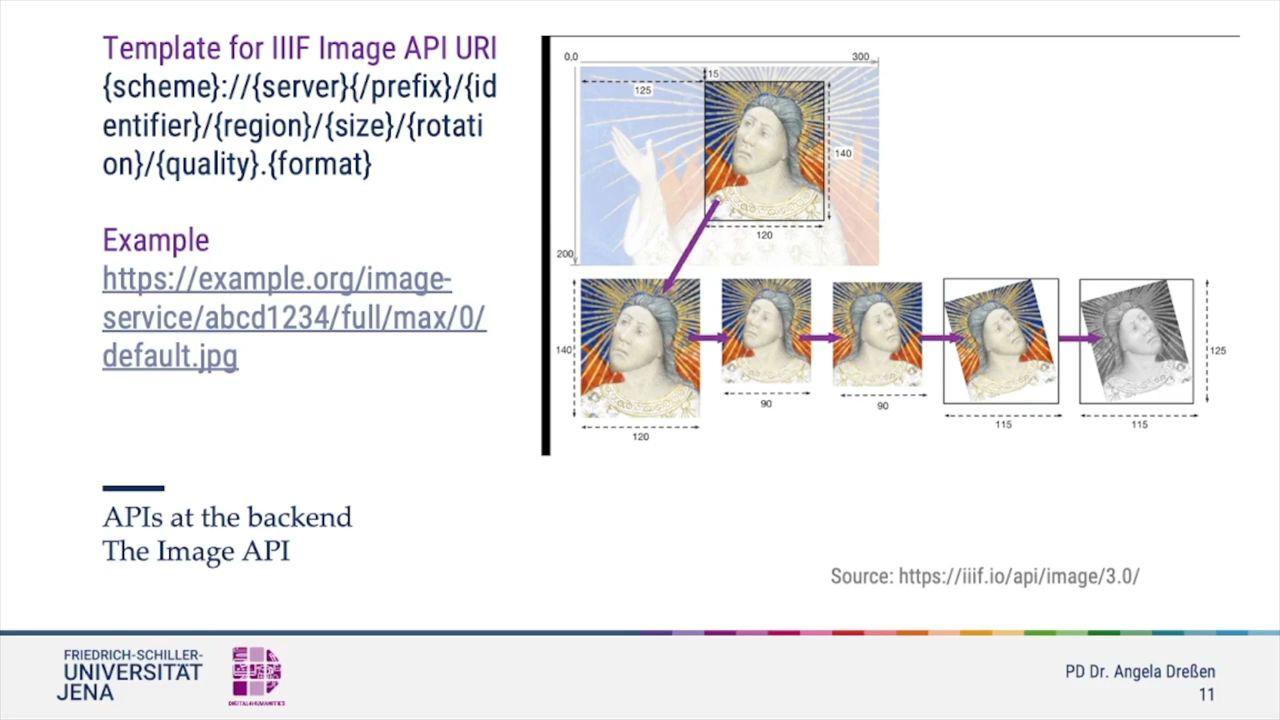 Template for IIIF Image API URI
{scheme}://{server}{/prefix}/{id
entifier}/{region}/{size}/{rotati
on}/{quality}.{format}
Example
https://example.org/image-
service/abcd1234/full/max/0/
default.jpg
0,0
300
15
125
140
120
200
140
120
90
90
115
115
125
APIs at the backend
The Image API
Source: https://iiif.io/api/image/3.0/
FRIEDRICH-SCHILLER-
UNIVERSITÄT
JENA
DIGITAL4HUMANITIES
PD Dr. Angela Dreßen
11